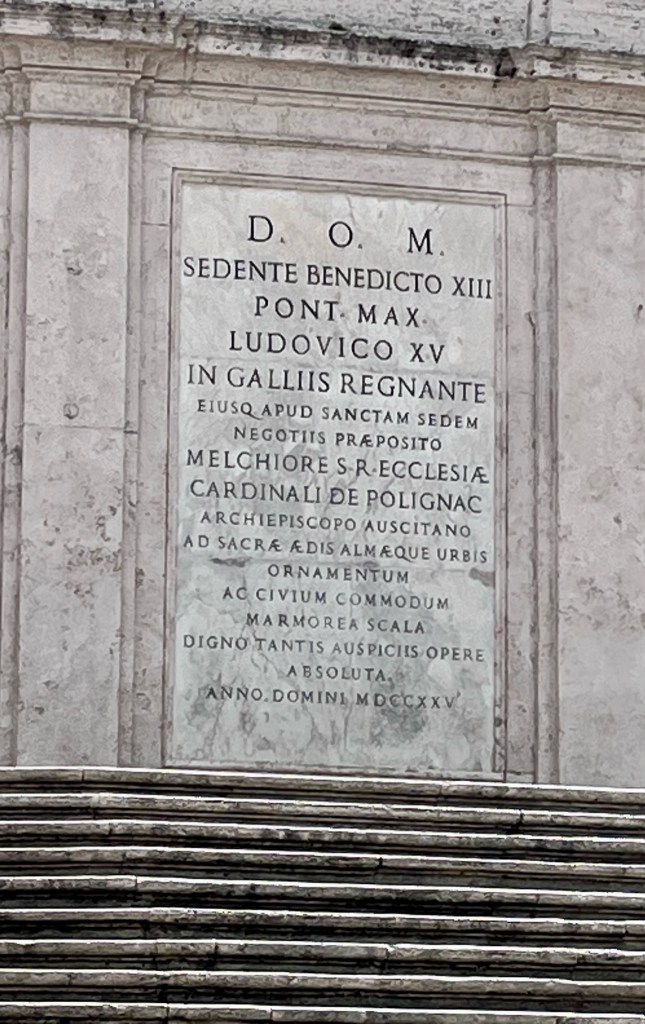 D. O. M.
SEDENTE BENEDICTO XIII
PONT. MAX.
LUDOVICO XV
IN GALLIIS REGNANTE
EIUSQ. APUD SANCTAM SEDEM
NEGOTIIS PRÆPOSITO
MELCHIORE S. R. ECCLESIÆ
CARDINALI DE POLIGNAC
ARCHIEPISCOPO AUSCITANO
AD SACRÆ ÆDIS ALMÆQUE URBIS
ORNAMENTUM
AC CIVIUM COMMODUM
MARMOREA SCALA
DIGNO TANTIS AUSPICIIS OPERE
ABSOLUTA.
ANNO. DOMINI MDCCXXV